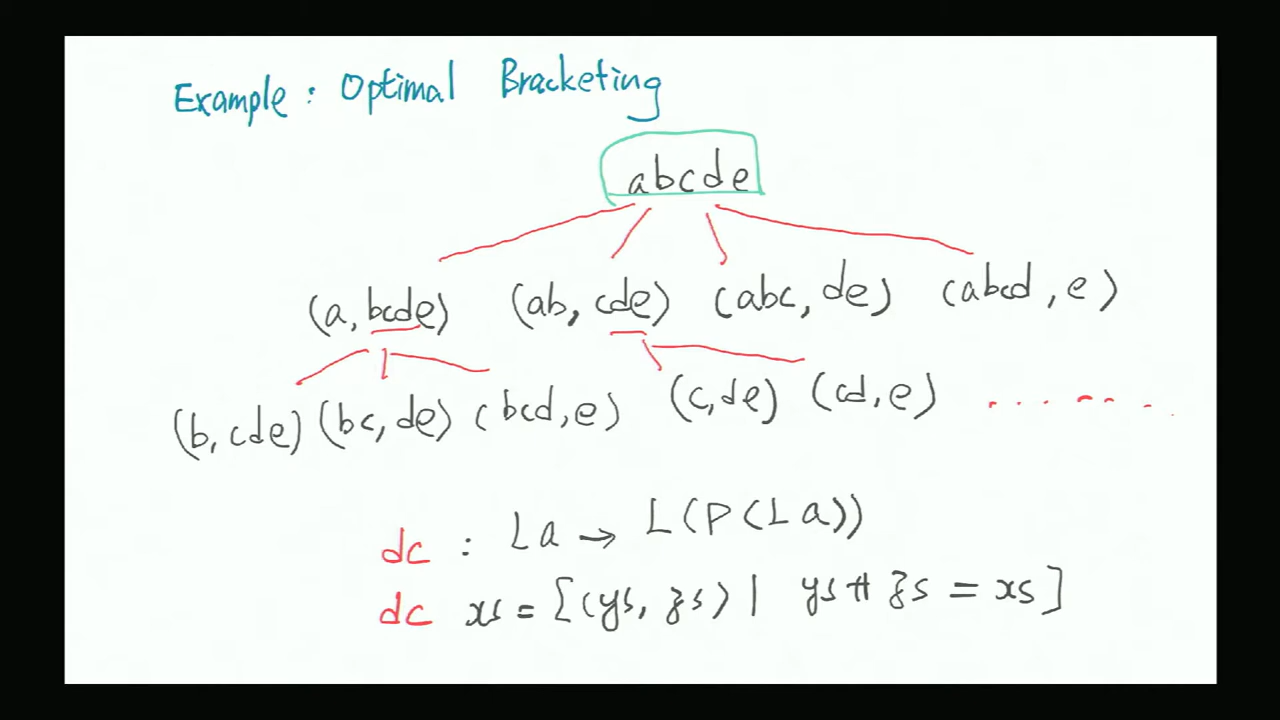 Example : Optimal Bracketing
abcde
(a, bcde) (ab, cde) (abc, de) (abcd, e)
(b, cde) (bc, de) (bcd, e) (c, de) (cd, e) ......
dc : L a → L (P (L a))
dc xs = [(ys, zs) | ys ++ zs = xs]